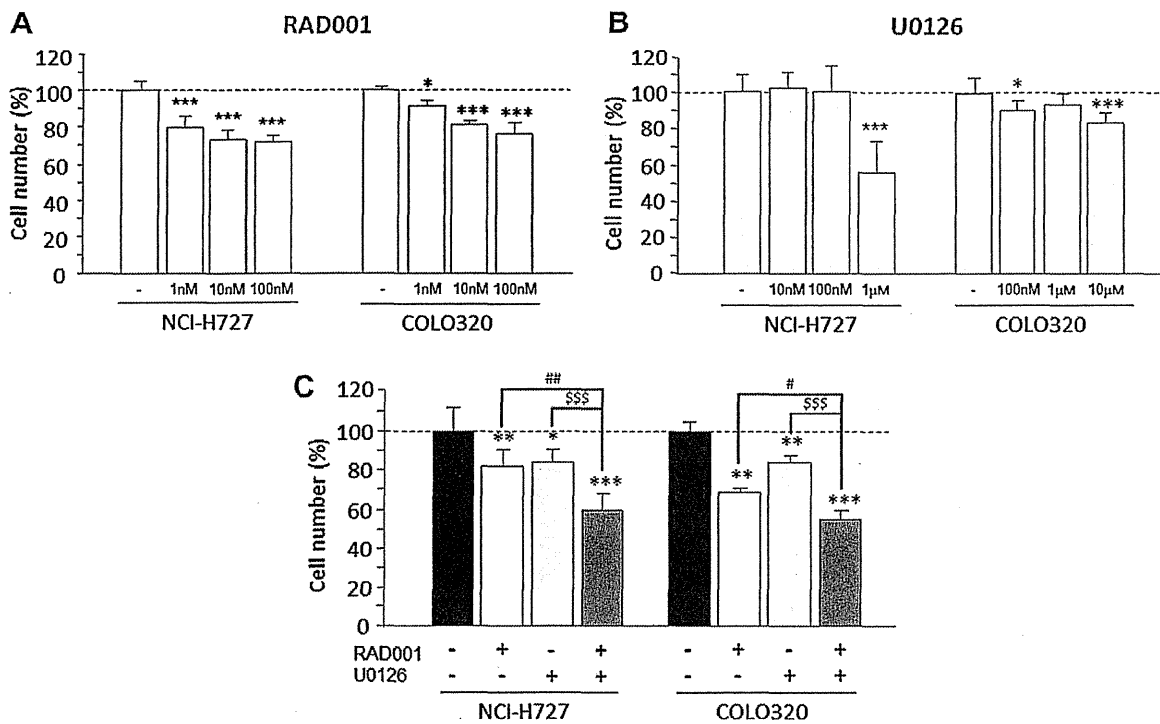 A
RAD001
Cell number (%)
120
100
80
60
40
20
0
*** *** *** * *** ***
- 1nM 10nM 100nM - 1nM 10nM 100nM
NCI-H727 COLO320
B
U0126
Cell number (%)
120
100
80
60
40
20
0
*** * ***
- 10nM 100nM 1μM - 100nM 1μM 10μM
NCI-H727 COLO320
C
Cell number (%)
120
100
80
60
40
20
0
## #
$$$ $$$
** * *** ** ** ***
RAD001 - + - + - + - +
U0126 - - + + - - + +
NCI-H727 COLO320